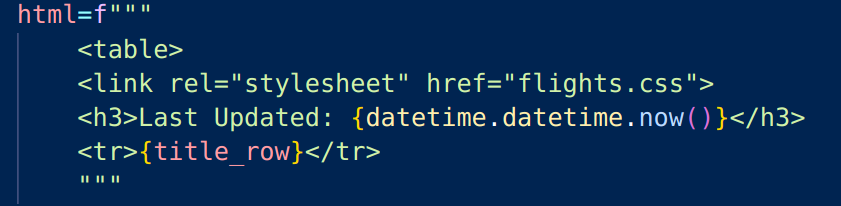 html=f"""
<table>
<link rel="stylesheet" href="flights.css">
<h3>Last Updated: {datetime.datetime.now()}</h3>
<tr>{title_row}</tr>
"""